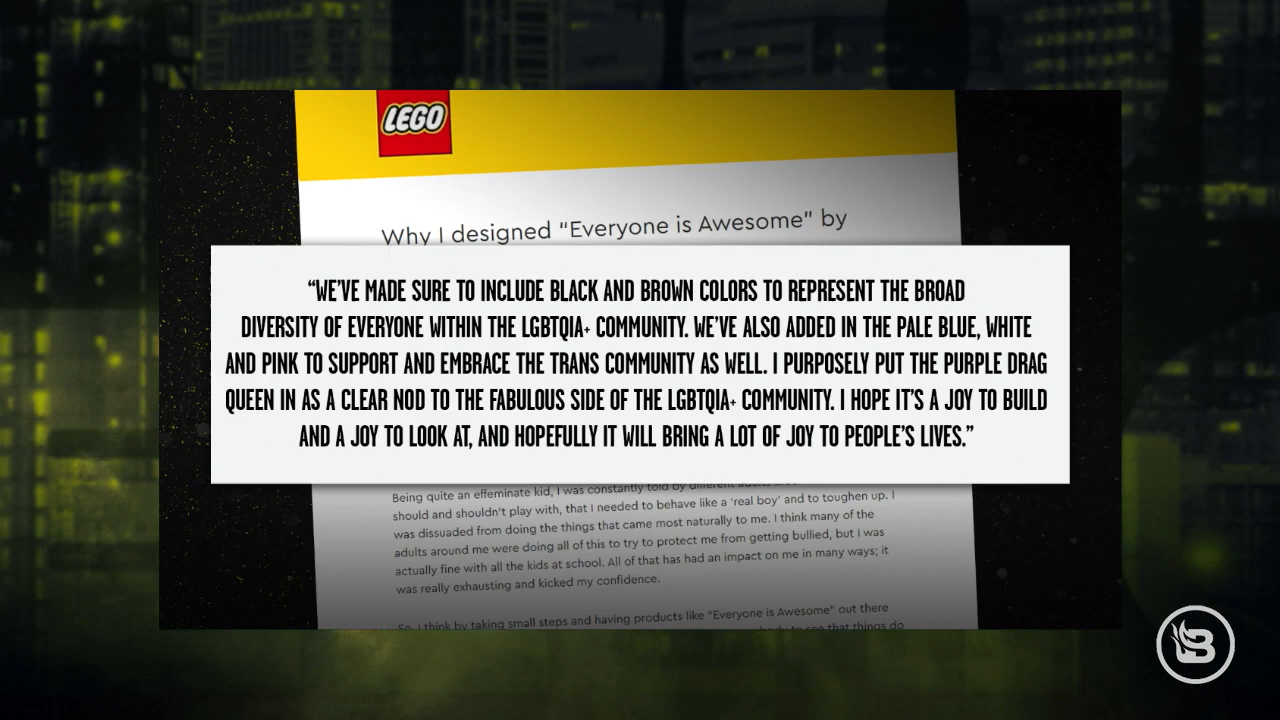 LEGO
Why I designed “Everyone is Awesome” by
“WE’VE MADE SURE TO INCLUDE BLACK AND BROWN COLORS TO REPRESENT THE BROAD
DIVERSITY OF EVERYONE WITHIN THE LGBTQIA+ COMMUNITY. WE’VE ALSO ADDED IN THE PALE BLUE, WHITE
AND PINK TO SUPPORT AND EMBRACE THE TRANS COMMUNITY AS WELL. I PURPOSELY PUT THE PURPLE DRAG
QUEEN IN AS A CLEAR NOD TO THE FABULOUS SIDE OF THE LGBTQIA+ COMMUNITY. I HOPE IT’S A JOY TO BUILD
AND A JOY TO LOOK AT, AND HOPEFULLY IT WILL BRING A LOT OF JOY TO PEOPLE’S LIVES.”
Being quite an effeminate kid, I was constantly told by different adults
should and shouldn’t play with, that I needed to behave like a ‘real boy’ and to toughen up. I
was dissuaded from doing the things that came most naturally to me. I think many of the
adults around me were doing all of this to try to protect me from getting bullied, but I was
actually fine with all the kids at school. All of that has had an impact on me in many ways; it
was really exhausting and kicked my confidence.
So, I think by taking small steps and having products like “Everyone is Awesome” out there
to see that things do
B